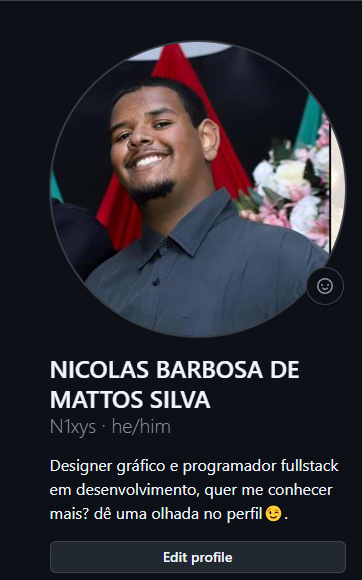 NICOLAS BARBOSA DE
MATTOS SILVA
N1xys · he/him
Designer gráfico e programador fullstack
em desenvolvimento, quer me conhecer
mais? dê uma olhada no perfil😉.
Edit profile